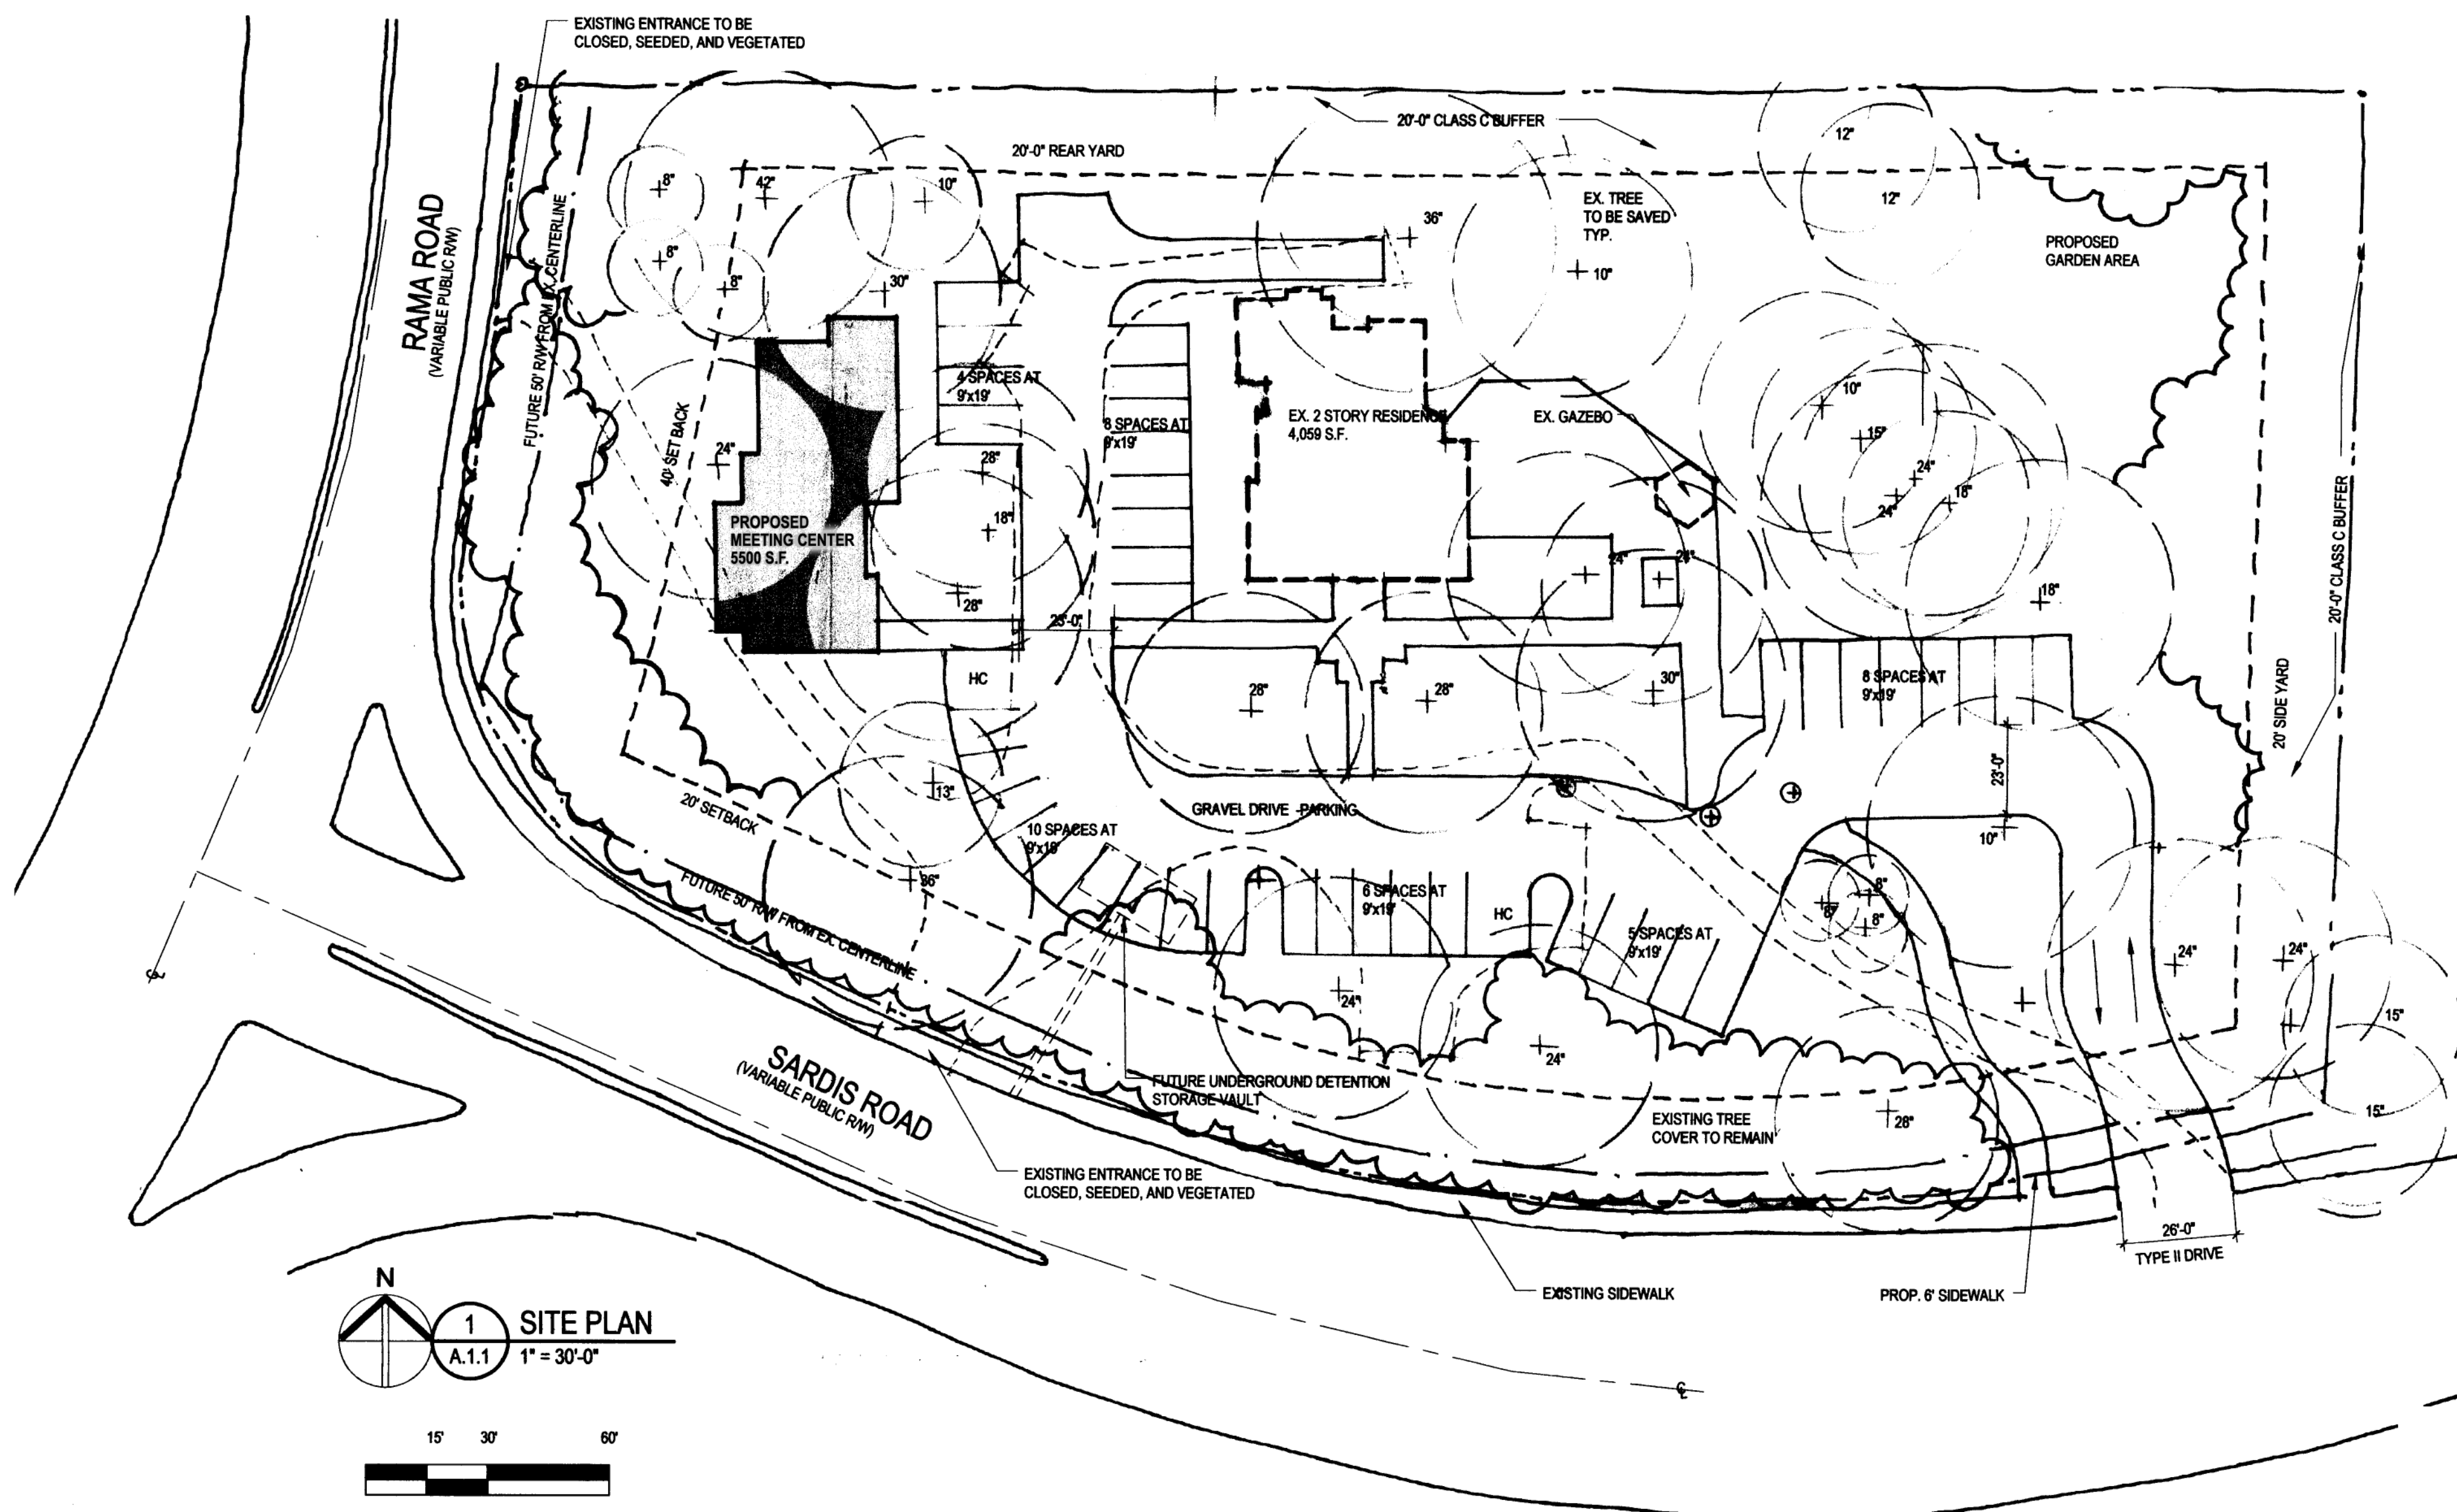 EXISTING ENTRANCE TO BE
CLOSED, SEEDED, AND VEGETATED
20'-0" CLASS C BUFFER
12"
20'-0" REAR YARD
8"
42"
10"
EX. TREE
TO BE SAVED
TYP.
12"
36"
PROPOSED
GARDEN AREA
RAMA ROAD
(VARIABLE PUBLIC R/W)
FUTURE 50' R/W FROM EX. CENTERLINE
8"
8"
30"
10"
4 SPACES AT
9'x19'
40' SET BACK
8 SPACES AT
9'x19'
EX. 2 STORY RESIDENCE
4,059 S.F.
EX. GAZEBO
10"
15"
24"
28"
24"
24"
18"
18"
PROPOSED
MEETING CENTER
5500 S.F.
20'-0" CLASS C BUFFER
24"
24"
28"
18"
23'-0"
HC
28"
28"
30"
8 SPACES AT
9'x19'
20' SIDE YARD
23'-0"
13"
20' SETBACK
GRAVEL DRIVE -PARKING
10 SPACES AT
9'x19'
10"
36"
FUTURE 50' R/W FROM EX. CENTERLINE
6 SPACES AT
9'x19'
HC
5 SPACES AT
9'x19'
8"
8"
8"
24"
24"
24"
15"
24"
SARDIS ROAD
(VARIABLE PUBLIC R/W)
FUTURE UNDERGROUND DETENTION
STORAGE VAULT
EXISTING TREE
COVER TO REMAIN
28"
15"
EXISTING ENTRANCE TO BE
CLOSED, SEEDED, AND VEGETATED
26'-0"
TYPE II DRIVE
EXISTING SIDEWALK
PROP. 6' SIDEWALK
N
1
A.1.1
SITE PLAN
1" = 30'-0"
15' 30' 60'